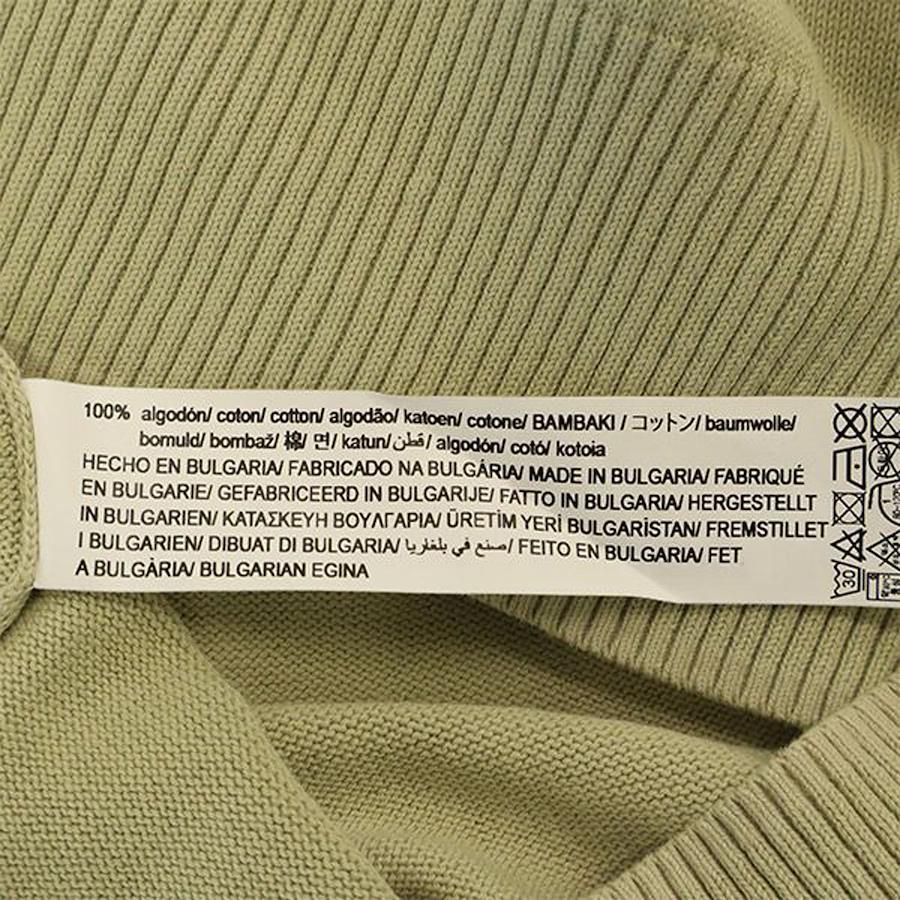 100% algodón/ coton/ cotton/ algodão/ katoen/ cotone/ BAMBAKI / コットン/ baumwolle/
bomuld/ bombaž/ 棉/ 면/ katun/ قطن/ algodón/ cotó/ kotoia
HECHO EN BULGARIA/ FABRICADO NA BULGÁRIA/ MADE IN BULGARIA/ FABRIQUÉ
EN BULGARIE/ GEFABRICEERD IN BULGARIJE/ FATTO IN BULGARIA/ HERGESTELLT
IN BULGARIEN/ ΚΑΤΑΣΚΕΥΗ ΒΟΥΛΓΑΡΙΑ/ ÜRETİM YERİ BULGARİSTAN/ FREMSTILLET
I BULGARIEN/ DIBUAT DI BULGARIA/ صنع في بلغاريا/ FEITO EN BULGARIA/ FET
A BULGÀRIA/ BULGARIAN EGINA
30